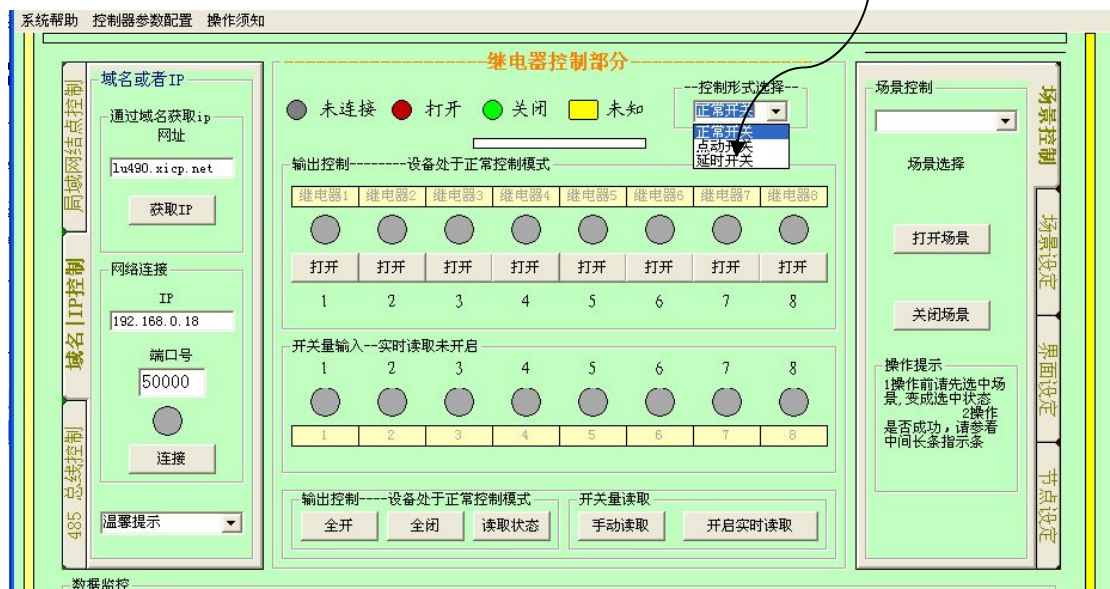 系统帮助 控制器参数配置 操作须知
继电器控制部分
局域网结点控制
域名|IP控制
485 总线控制
域名或者IP
通过域名获取ip
网址
lu490.xicp.net
获取IP
网络连接
IP
192.168.0.18
端口号
50000
连接
温馨提示
未连接 打开 关闭 未知
--控制形式选择--
正常开关
正常开关
点动开关
延时开关
输出控制--------设备处于正常控制模式
继电器1 继电器2 继电器3 继电器4 继电器5 继电器6 继电器7 继电器8
打开 打开 打开 打开 打开 打开 打开 打开
1 2 3 4 5 6 7 8
开关量输入--实时读取未开启
1 2 3 4 5 6 7 8
1 2 3 4 5 6 7 8
输出控制----设备处于正常控制模式
全开 全闭 读取状态
开关量读取
手动读取 开启实时读取
场景控制
场景选择
打开场景
关闭场景
操作提示
1操作前请先选中场
景,变成选中状态
2操作
是否成功，请参看
中间长条指示条
场景控制
场景设定
界面设定
节点设定
数据监控